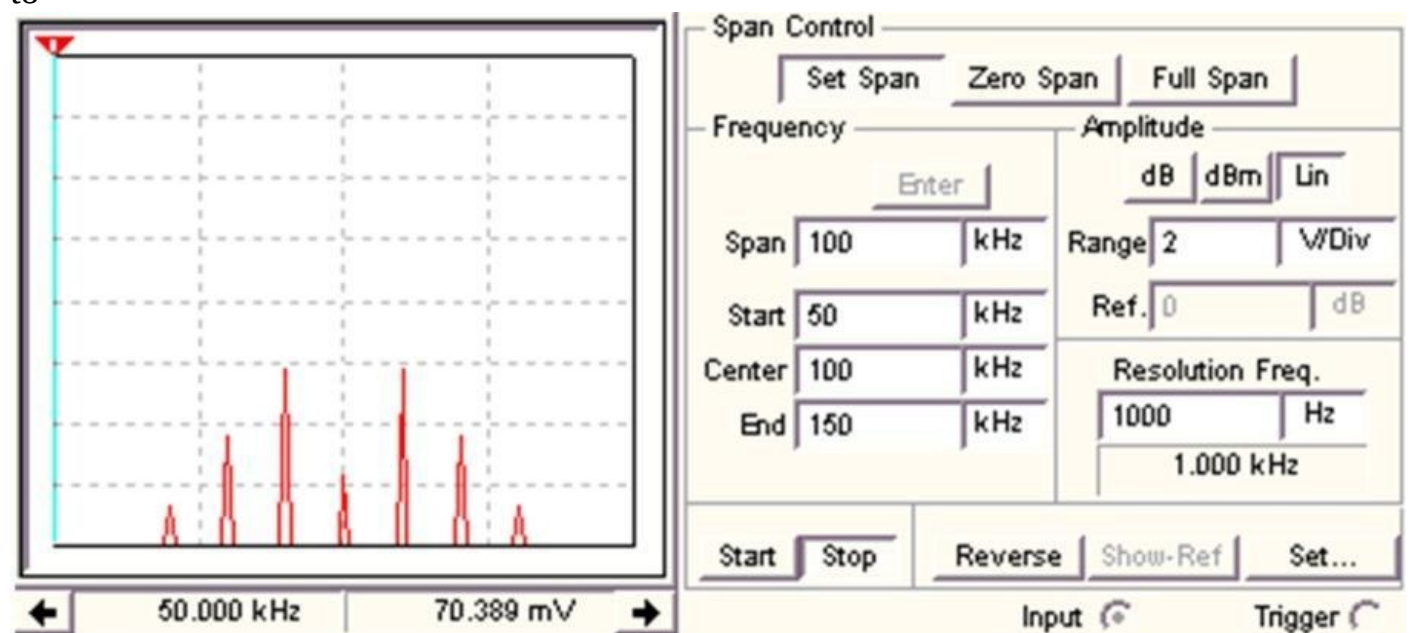 to
Span Control
Set Span Zero Span Full Span
Frequency
Amplitude
Enter
dB dBm Lin
Span 100 kHz
Range 2 V/Div
Start 50 kHz
Ref. 0 dB
Center 100 kHz
Resolution Freq.
End 150 kHz
1000 Hz
1.000 kHz
Start Stop Reverse Show-Ref Set...
50.000 kHz 70.389 mV
Input Trigger